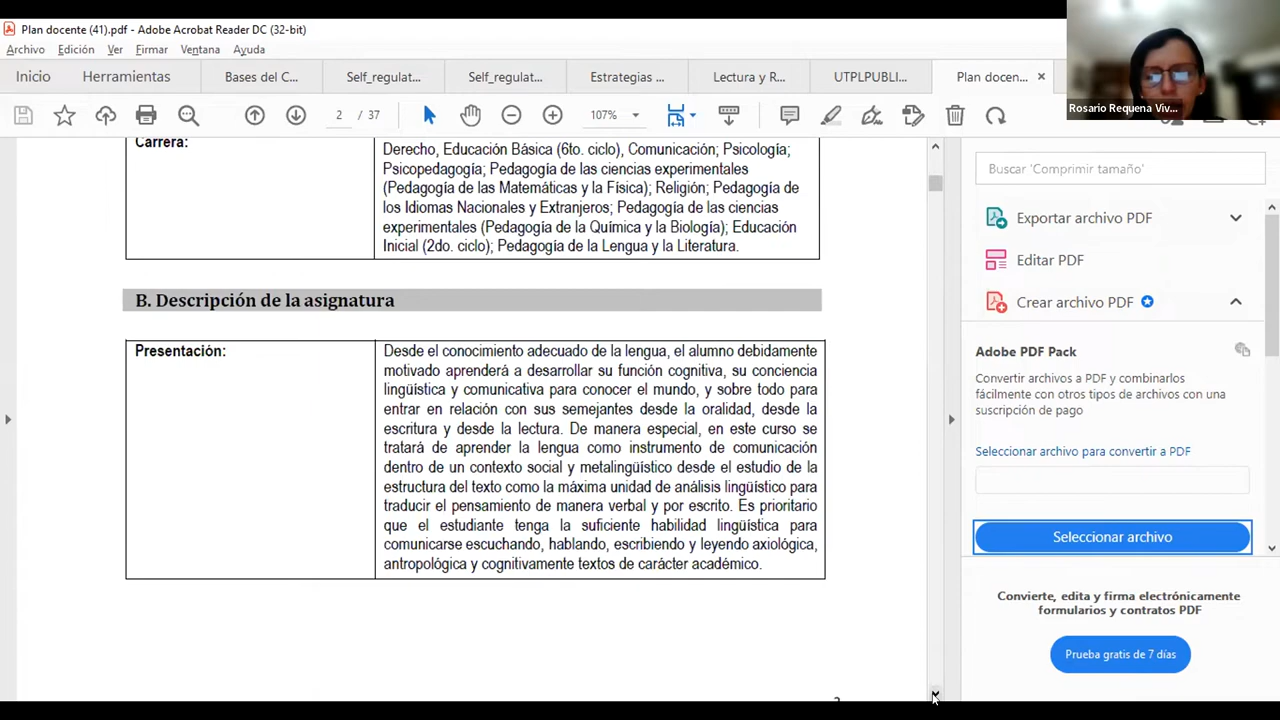 Plan docente (41).pdf - Adobe Acrobat Reader DC (32-bit)
Archivo Edición Ver Firmar Ventana Ayuda
Inicio Herramientas Bases del C... Self_regulat... Self_regulat... Estrategias ... Lectura y R... UTPLPUBLI... Plan docen... ×
Rosario Requena Viv...
2 / 37 107%
Carrera:
Derecho, Educación Básica (6to. ciclo), Comunicación; Psicología;
Psicopedagogía; Pedagogía de las ciencias experimentales
(Pedagogía de las Matemáticas y la Física); Religión; Pedagogía de
los Idiomas Nacionales y Extranjeros; Pedagogía de las ciencias
experimentales (Pedagogía de la Química y la Biología); Educación
Inicial (2do. ciclo); Pedagogía de la Lengua y la Literatura.
B. Descripción de la asignatura
Presentación:
Desde el conocimiento adecuado de la lengua, el alumno debidamente
motivado aprenderá a desarrollar su función cognitiva, su conciencia
lingüística y comunicativa para conocer el mundo, y sobre todo para
entrar en relación con sus semejantes desde la oralidad, desde la
escritura y desde la lectura. De manera especial, en este curso se
tratará de aprender la lengua como instrumento de comunicación
dentro de un contexto social y metalingüístico desde el estudio de la
estructura del texto como la máxima unidad de análisis lingüístico para
traducir el pensamiento de manera verbal y por escrito. Es prioritario
que el estudiante tenga la suficiente habilidad lingüística para
comunicarse escuchando, hablando, escribiendo y leyendo axiológica,
antropológica y cognitivamente textos de carácter académico.
Buscar 'Comprimir tamaño'
Exportar archivo PDF
Editar PDF
Crear archivo PDF
Adobe PDF Pack
Convertir archivos a PDF y combinarlos
fácilmente con otros tipos de archivos con una
suscripción de pago
Seleccionar archivo para convertir a PDF
Seleccionar archivo
Convierte, edita y firma electrónicamente
formularios y contratos PDF
Prueba gratis de 7 días